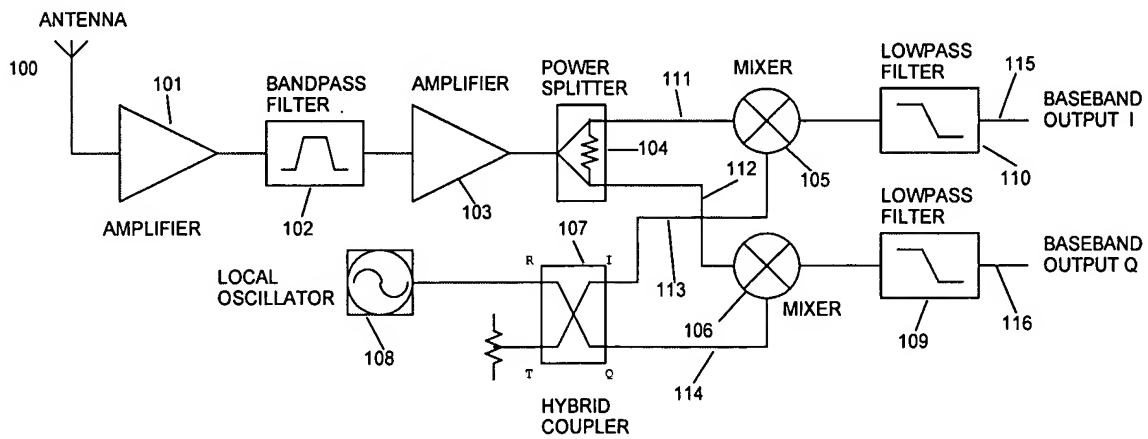 ANTENNA
100
101
AMPLIFIER
BANDPASS
FILTER
102
AMPLIFIER
103
POWER
SPLITTER
104
111
112
MIXER
105
LOWPASS
FILTER
110
115
BASEBAND
OUTPUT I
LOCAL
OSCILLATOR
108
107
R
I
T
Q
HYBRID
COUPLER
113
114
106
MIXER
LOWPASS
FILTER
109
BASEBAND
OUTPUT Q
116